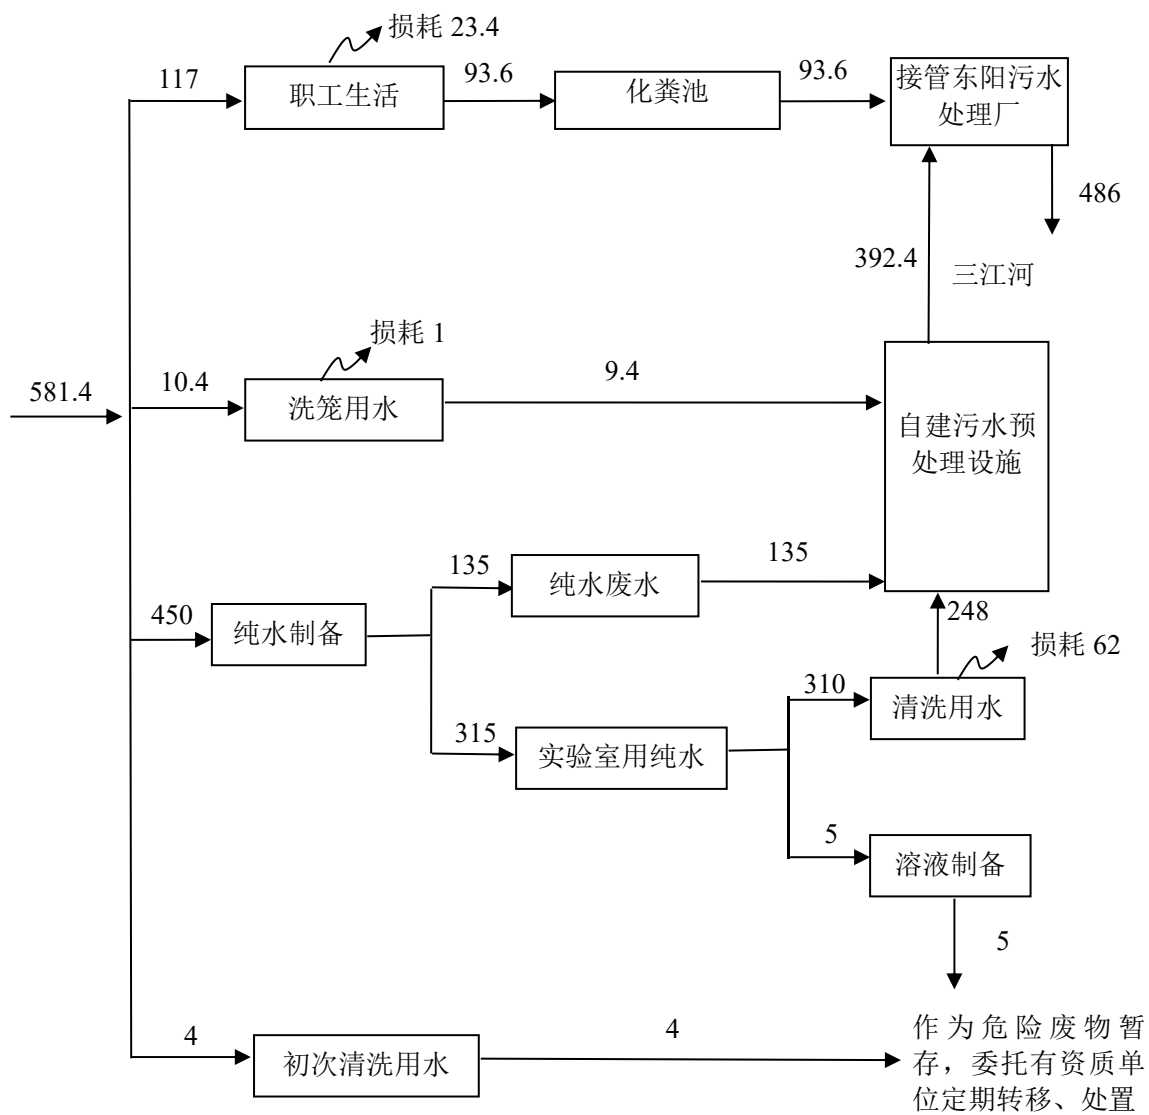 损耗 23.4
117
职工生活
93.6
化粪池
93.6
接管东阳污水
处理厂
486
392.4
三江河
损耗 1
581.4
10.4
洗笼用水
9.4
自建污水预
处理设施
135
纯水废水
135
450
纯水制备
248
损耗 62
310
清洗用水
315
实验室用纯水
5
溶液制备
5
4
初次清洗用水
4
作为危险废物暂
存，委托有资质单
位定期转移、处置